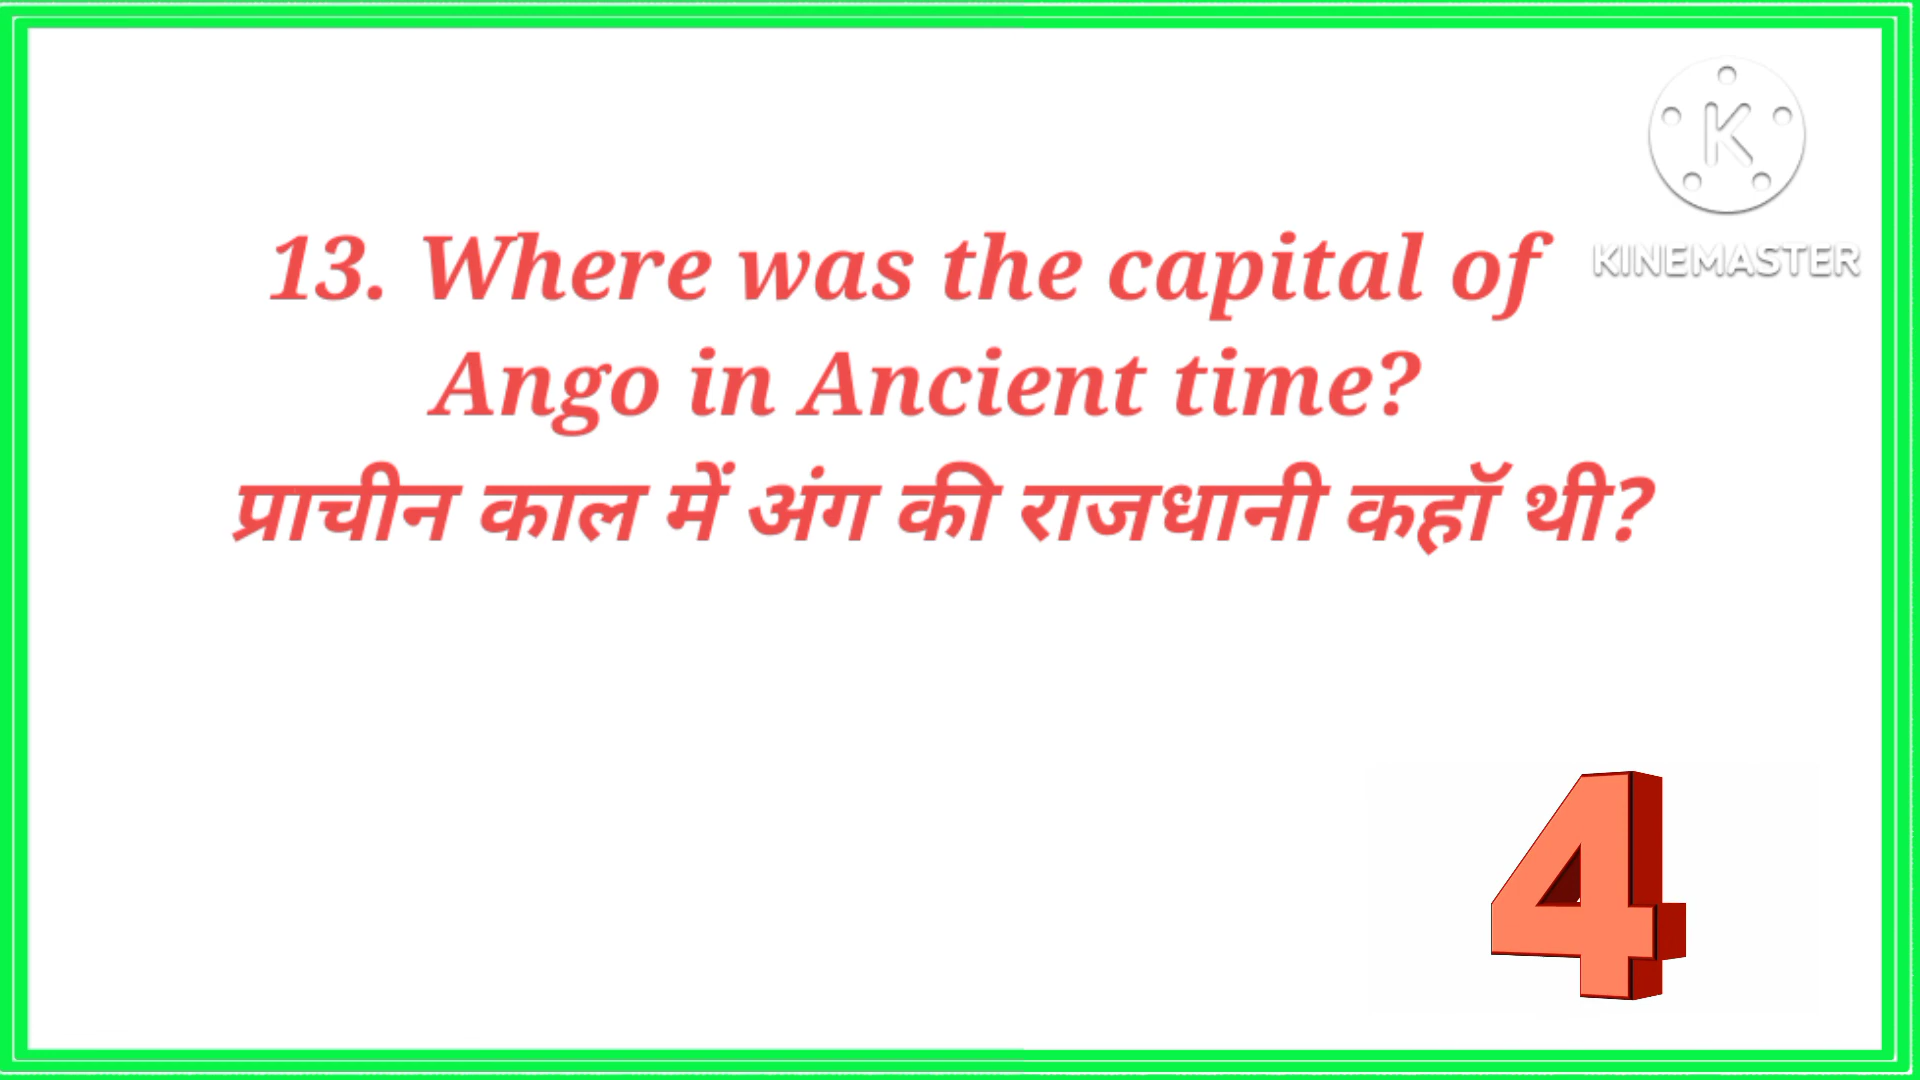 K
KINEMASTER
13. Where was the capital of
Ango in Ancient time?
प्राचीन काल में अंग की राजधानी कहॉ थी?
4